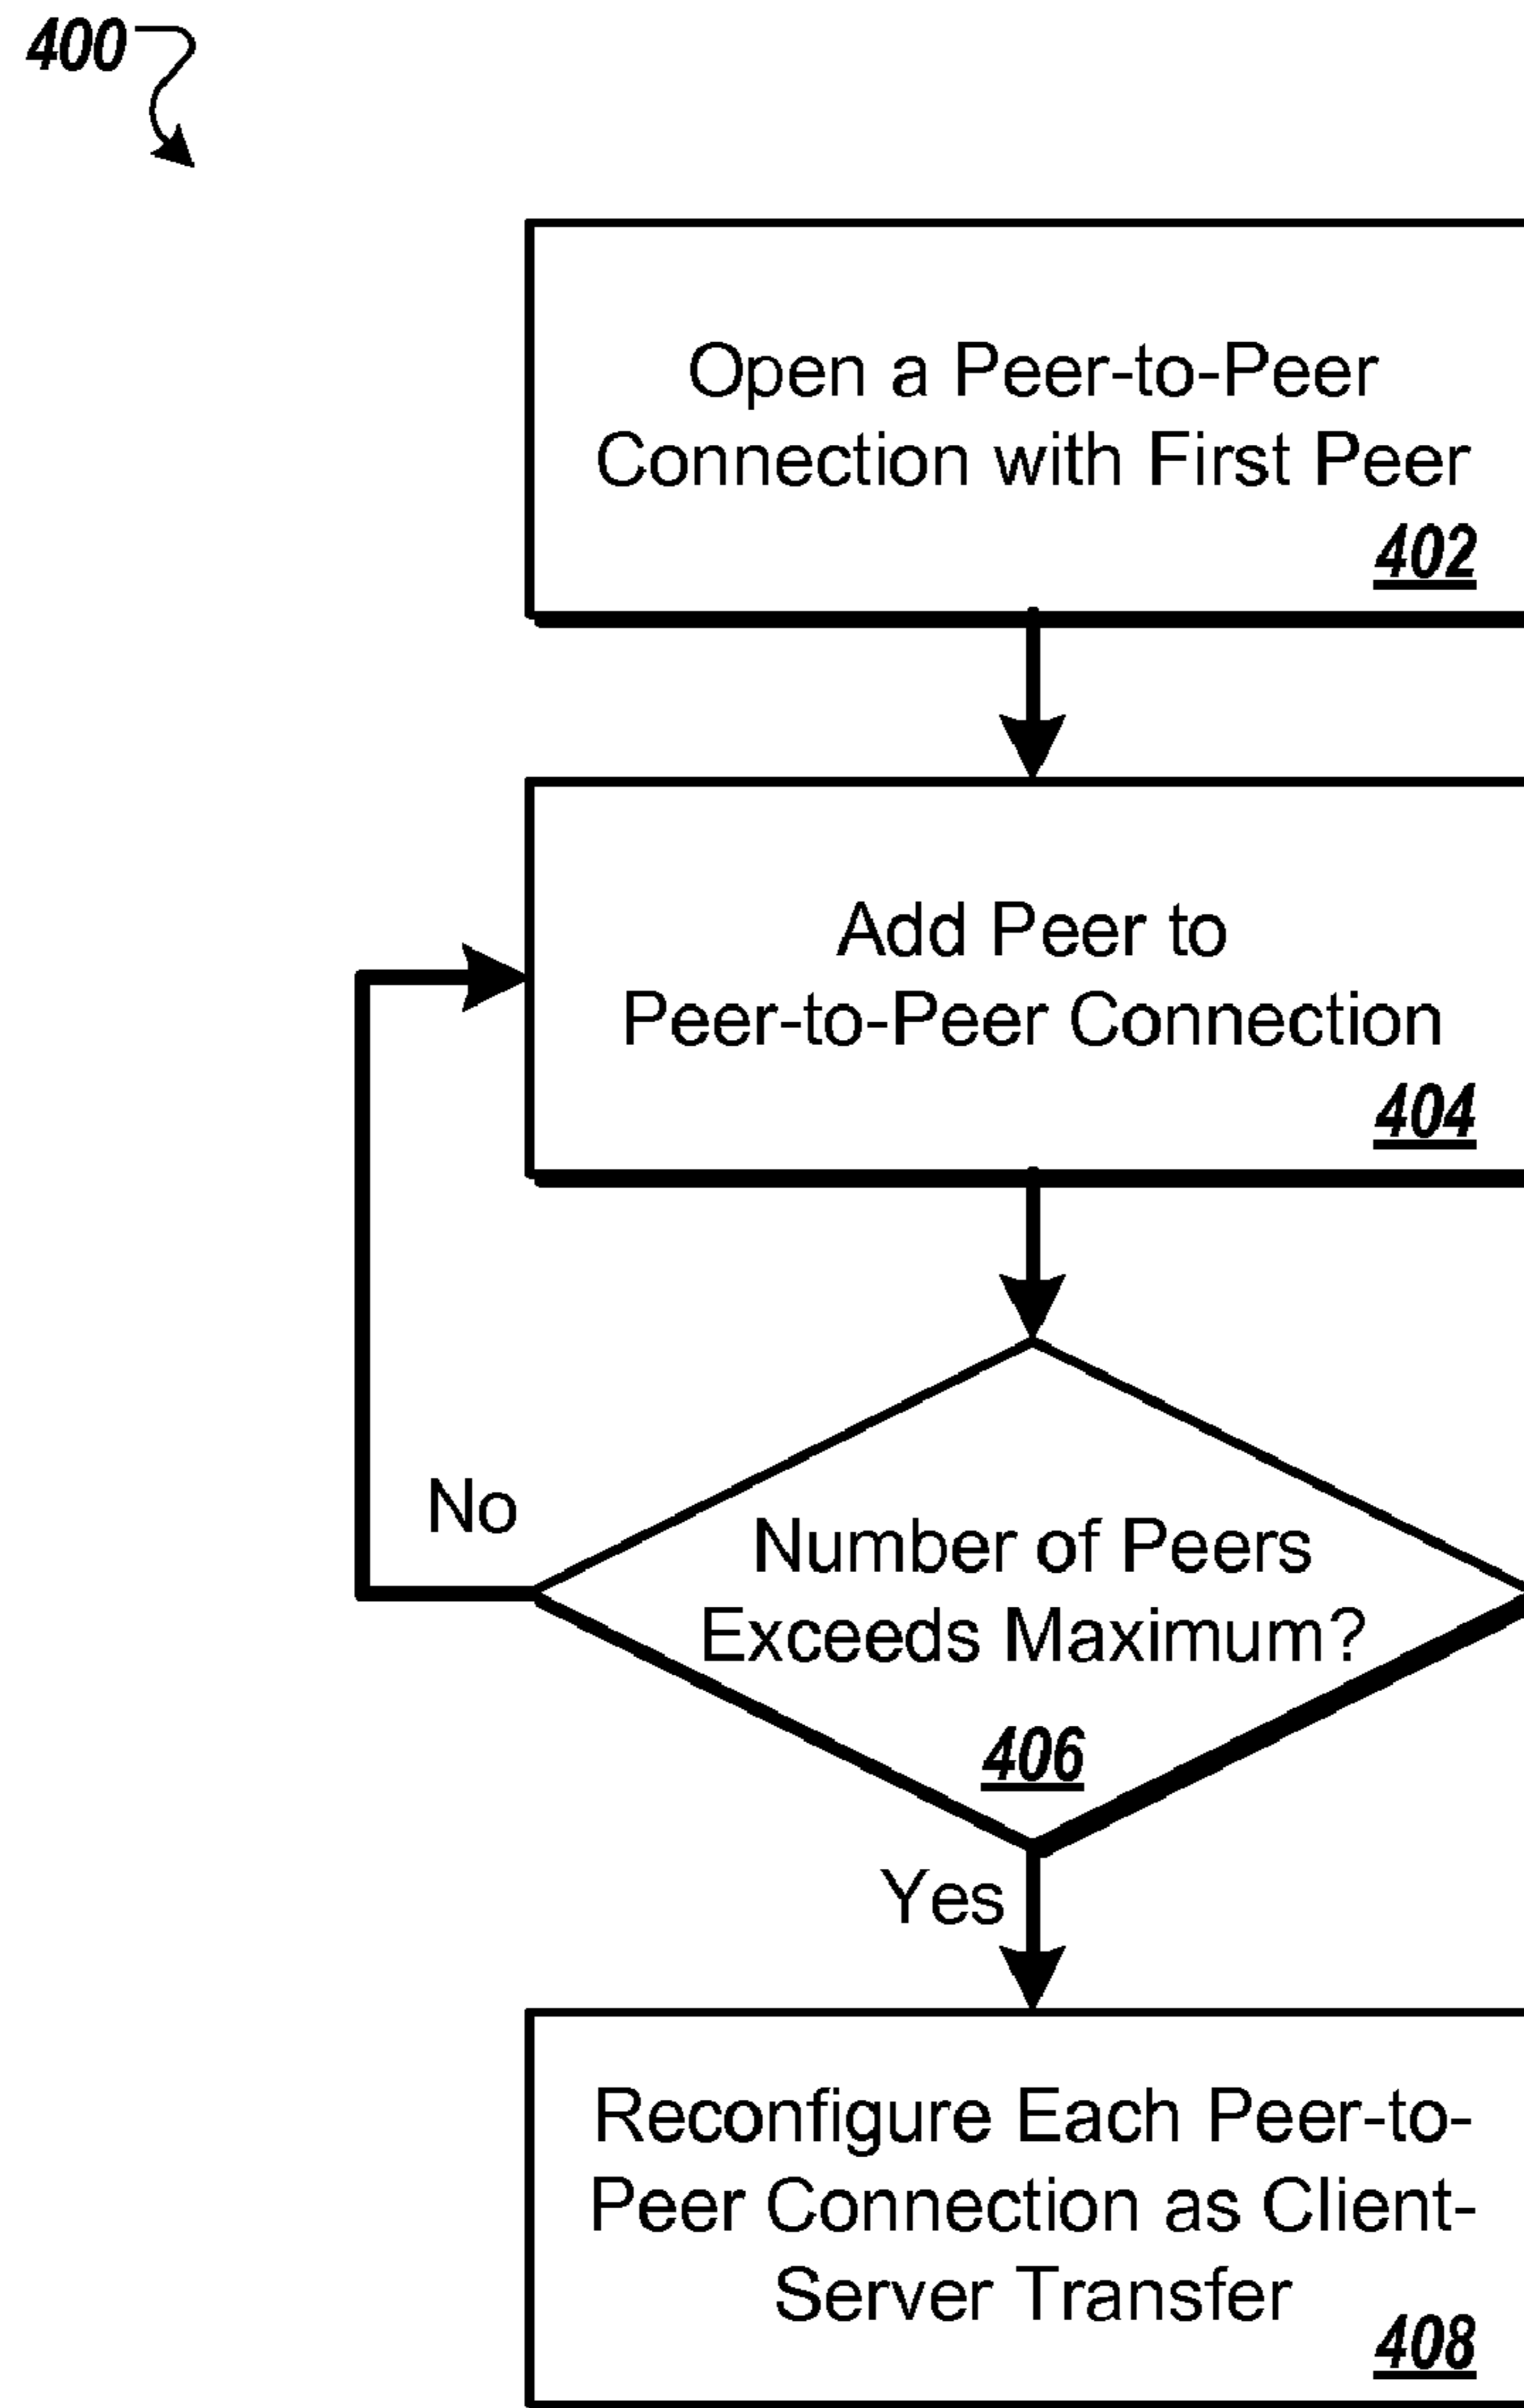 400
Open a Peer-to-Peer
Connection with First Peer
402
Add Peer to
Peer-to-Peer Connection
404
No
Number of Peers
Exceeds Maximum?
406
Yes
Reconfigure Each Peer-to-
Peer Connection as Client-
Server Transfer
408